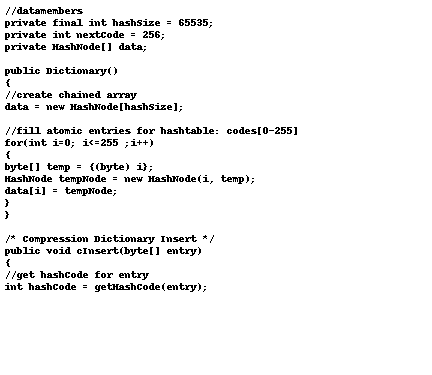 //datamembers
private final int hashSize = 65535;
private int nextCode = 256;
private HashNode[] data;
public Dictionary()
{
//create chained array
data = new HashNode[hashSize];
//fill atomic entries for hashtable: codes[0-255]
for(int i=0; i<=255 ;i++)
{
byte[] temp = {(byte) i};
HashNode tempNode = new HashNode(i, temp);
data[i] = tempNode;
}
}
/* Compression Dictionary Insert */
public void cInsert(byte[] entry)
{
//get hashCode for entry
int hashCode = getHashCode(entry);